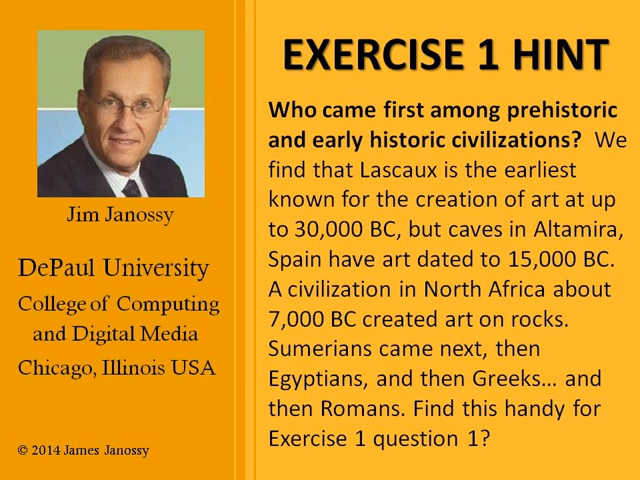 Jim Janossy
DePaul University
College of Computing
and Digital Media
Chicago, Illinois USA
© 2014 James Janossy
EXERCISE 1 HINT
Who came first among prehistoric
and early historic civilizations?  We
find that Lascaux is the earliest
known for the creation of art at up
to 30,000 BC, but caves in Altamira,
Spain have art dated to 15,000 BC.
A civilization in North Africa about
7,000 BC created art on rocks.
Sumerians came next, then
Egyptians, and then Greeks… and
then Romans. Find this handy for
Exercise 1 question 1?